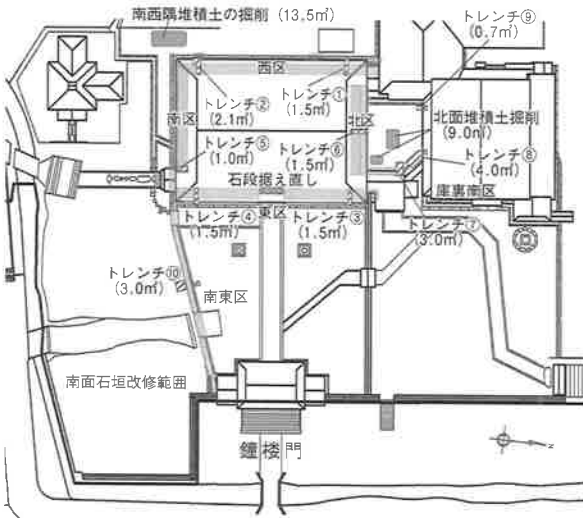 南西隅堆積土の掘削（13.5㎡）
トレンチ⑨
（0.7㎡）
西区
トレンチ②
（2.1㎡）
トレンチ①
（1.5㎡）
南区
北区
北面堆積土掘削
（9.0㎡）
トレンチ⑤
（1.0㎡）
トレンチ⑥
（1.5㎡）
トレンチ⑧
（4.0㎡）
石段据え直し
庫裏南区
東区
トレンチ④
（1.5㎡）
トレンチ③
（1.5㎡）
トレンチ⑦
（3.0㎡）
トレンチ⑩
（3.0㎡）
南東区
南面石垣改修範囲
鐘楼門
N